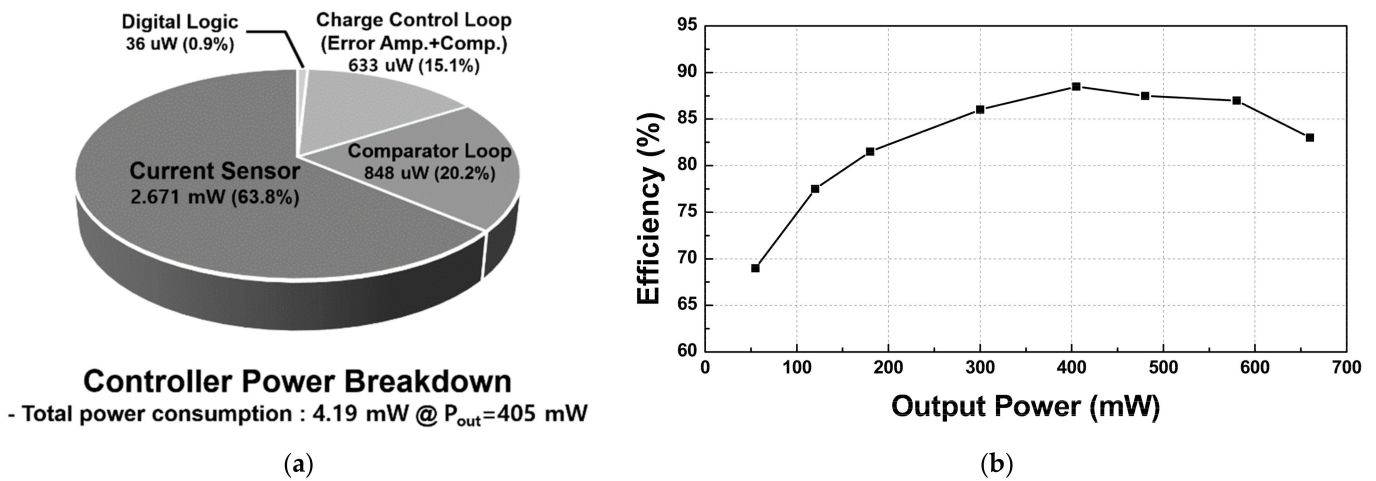 Digital Logic
36 uW (0.9%)
Charge Control Loop
(Error Amp.+Comp.)
633 uW (15.1%)
Comparator Loop
848 uW (20.2%)
Current Sensor
2.671 mW (63.8%)
Controller Power Breakdown
- Total power consumption : 4.19 mW @ Pout=405 mW
(a)
Efficiency (%)
95
90
85
80
75
70
65
60
0 100 200 300 400 500 600 700
Output Power (mW)
(b)